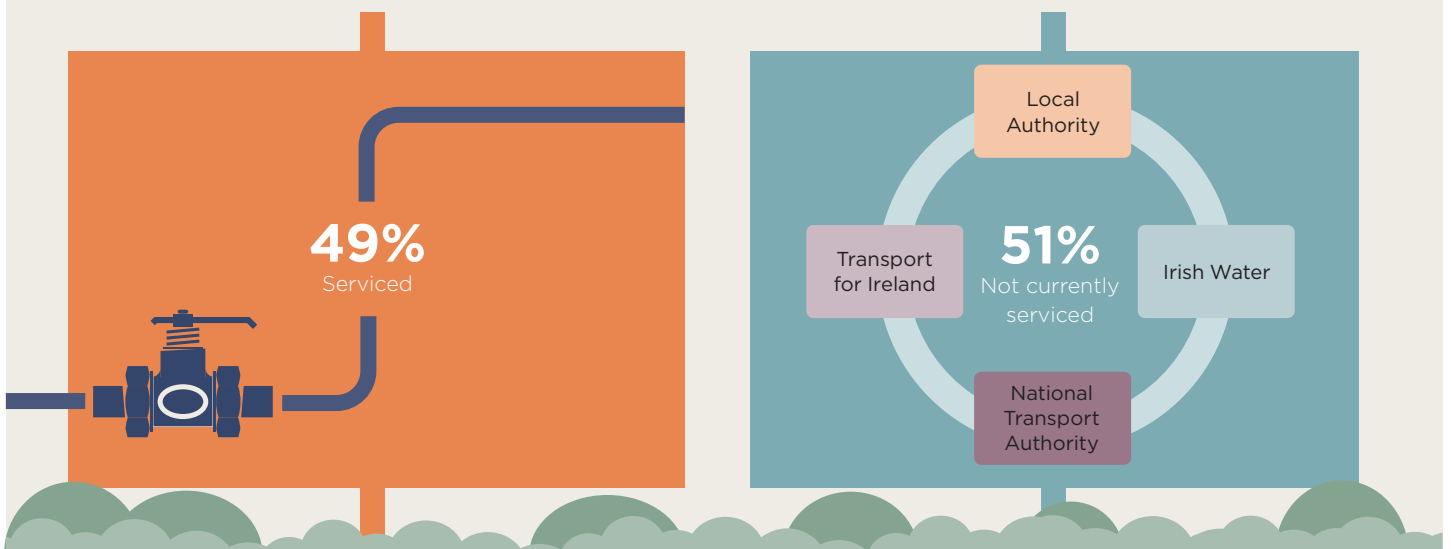 49%
Serviced
Local
Authority
Transport
for Ireland
51%
Not currently
serviced
Irish Water
National
Transport
Authority